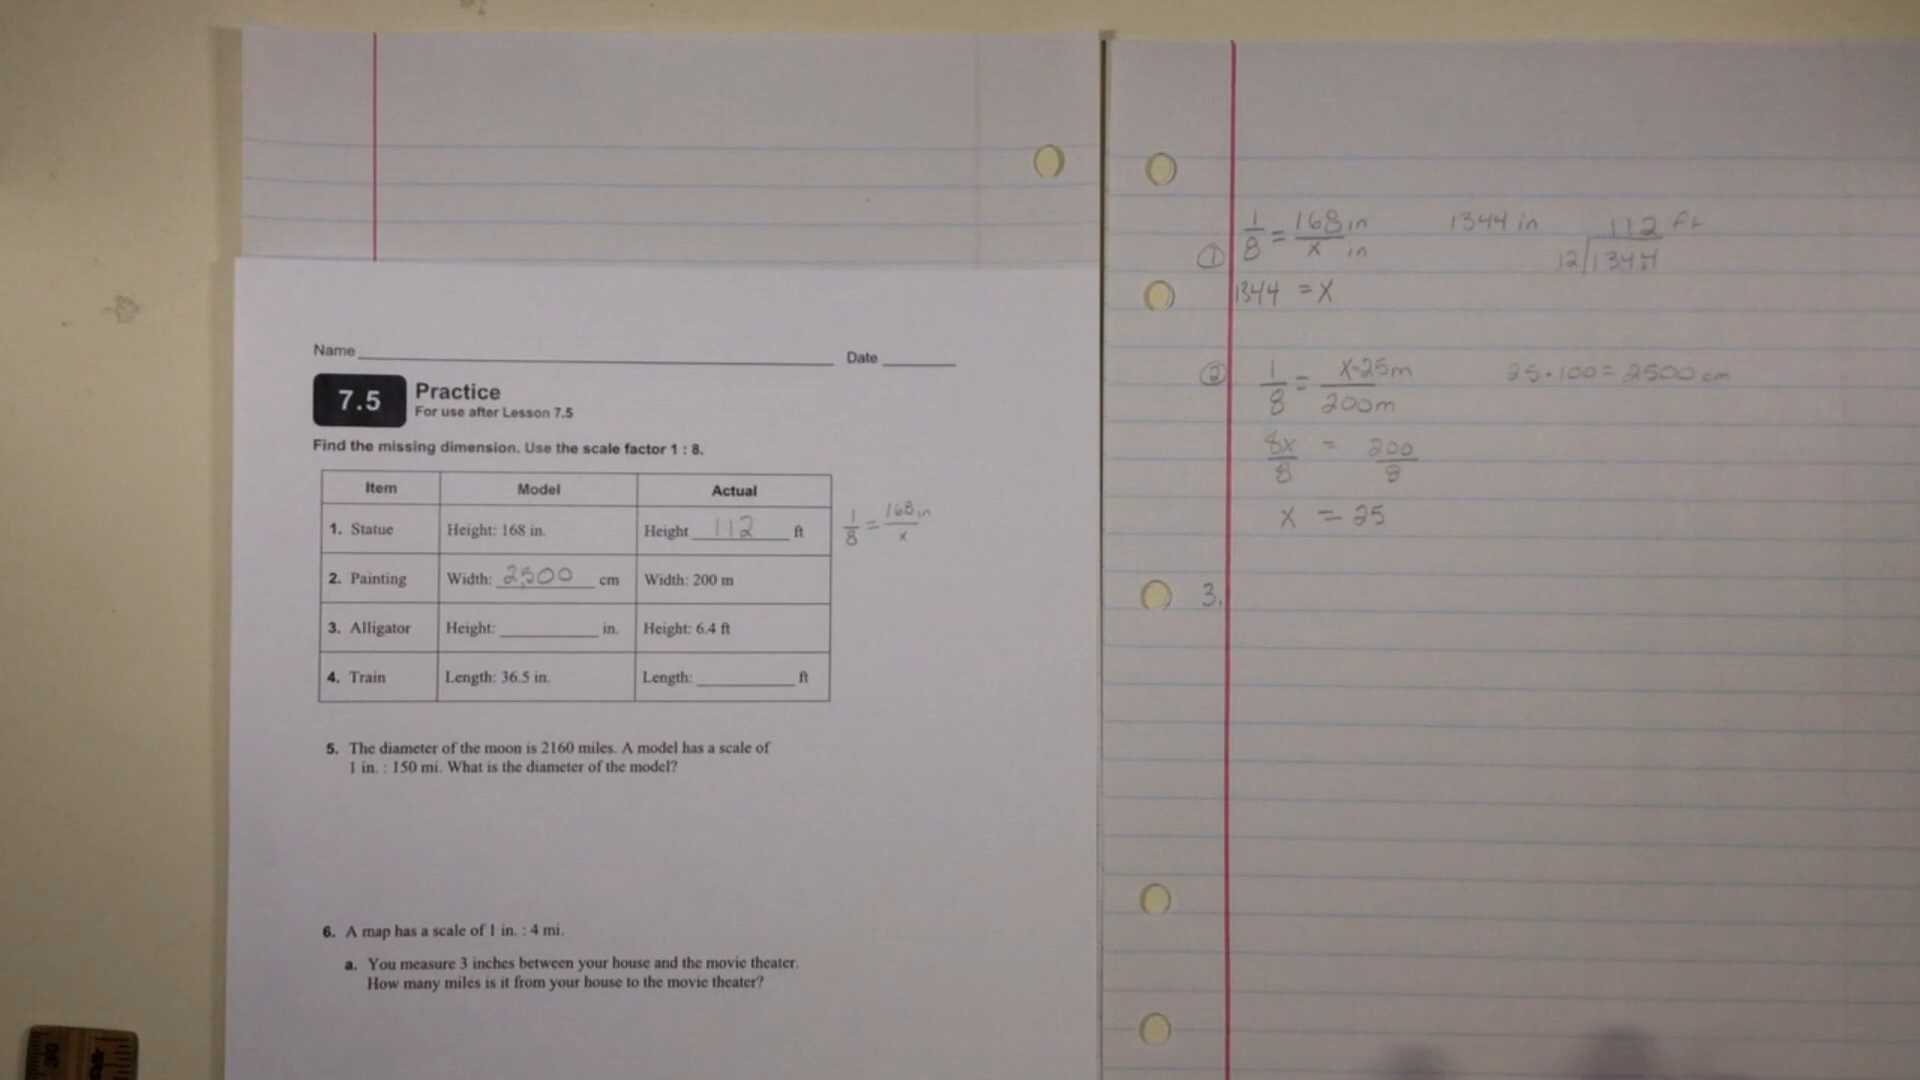 Name Date
7.5 Practice
For use after Lesson 7.5
Find the missing dimension. Use the scale factor 1 : 8.
Item Model Actual
1. Statue Height: 168 in. Height 112 ft
1/8 = 168 in/x
2. Painting Width: 2500 cm Width: 200 m
3. Alligator Height: in. Height: 6.4 ft
4. Train Length: 36.5 in. Length: ft
5. The diameter of the moon is 2160 miles. A model has a scale of
1 in. : 150 mi. What is the diameter of the model?
6. A map has a scale of 1 in. : 4 mi.
a. You measure 3 inches between your house and the movie theater.
How many miles is it from your house to the movie theater?
① 1/8 = 168 in/x in 1344 in 112 ft
12 1344
1344 = x
② 1/8 = x=25m/200m 25 · 100 = 2500 cm
8x/8 = 200/8
x = 25
3.